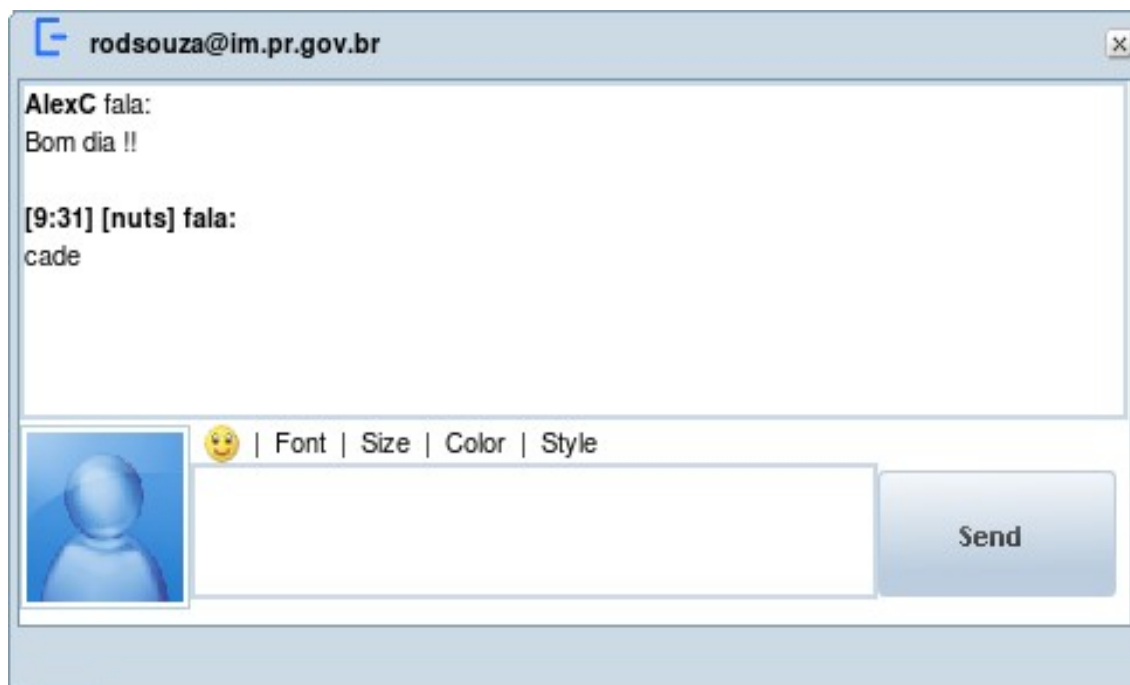 rodsouza@im.pr.gov.br
AlexC fala:
Bom dia !!
[9:31] [nuts] fala:
cade
| Font | Size | Color | Style
Send